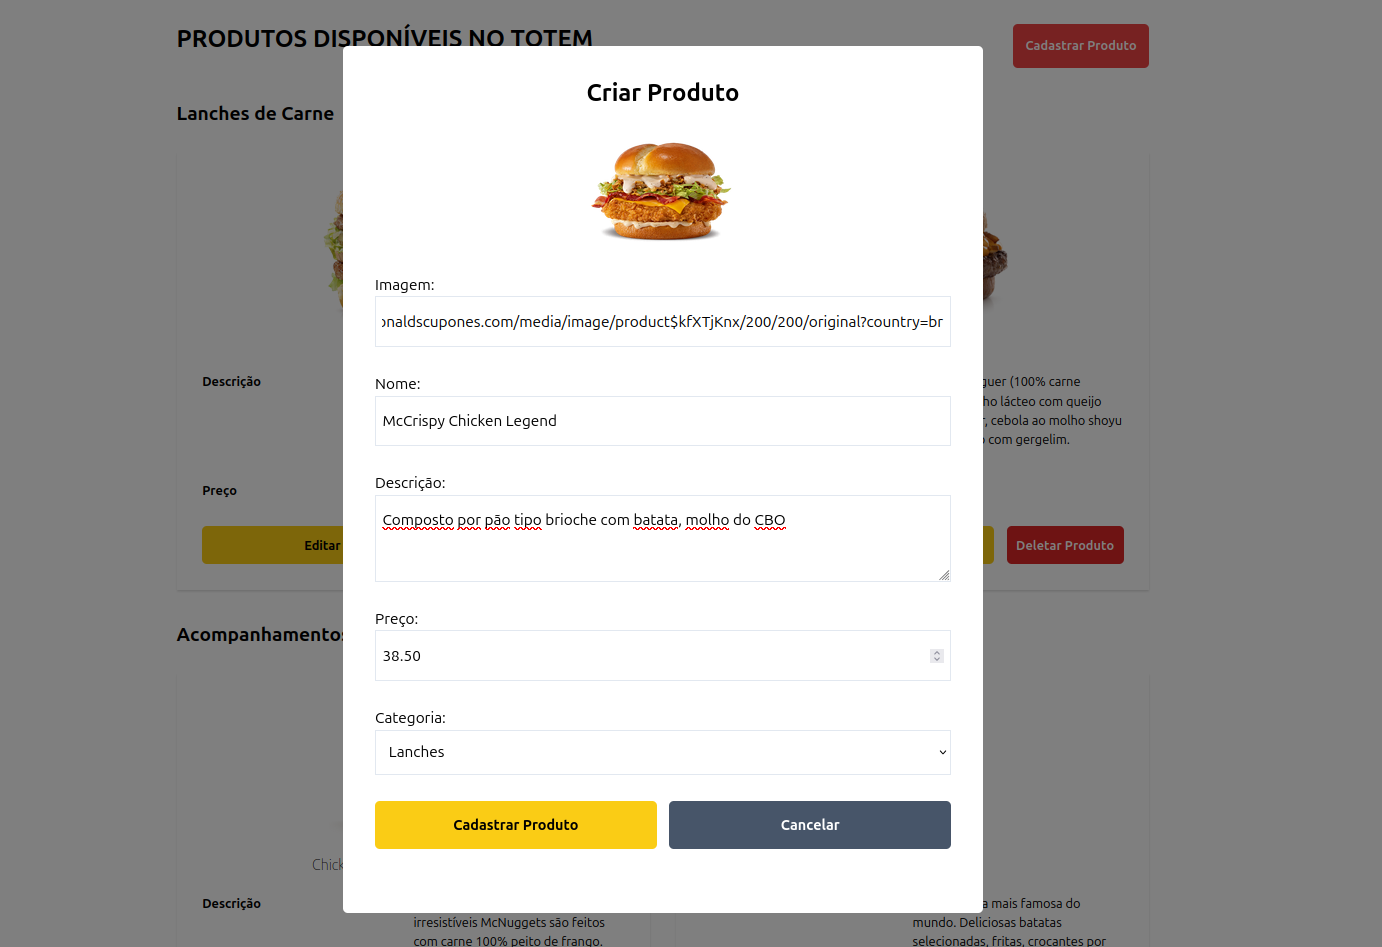 PRODUTOS DISPONÍVEIS NO TOTEM
Cadastrar Produto
Lanches de Carne
Criar Produto
Imagem:
onaldscupones.com/media/image/product$kfXTjKnx/200/200/original?country=br
Nome:
McCrispy Chicken Legend
Descrição:
Composto por pão tipo brioche com batata, molho do CBO
Preço:
38.50
Categoria:
Lanches
Cadastrar Produto
Cancelar
Descrição
guer (100% carne
ho lácteo com queijo
r, cebola ao molho shoyu
o com gergelim.
Preço
Editar
Deletar Produto
Acompanhamentos
Chick
Descrição
irresistíveis McNuggets são feitos
com carne 100% peito de frango.
a mais famosa do
mundo. Deliciosas batatas
selecionadas, fritas, crocantes por